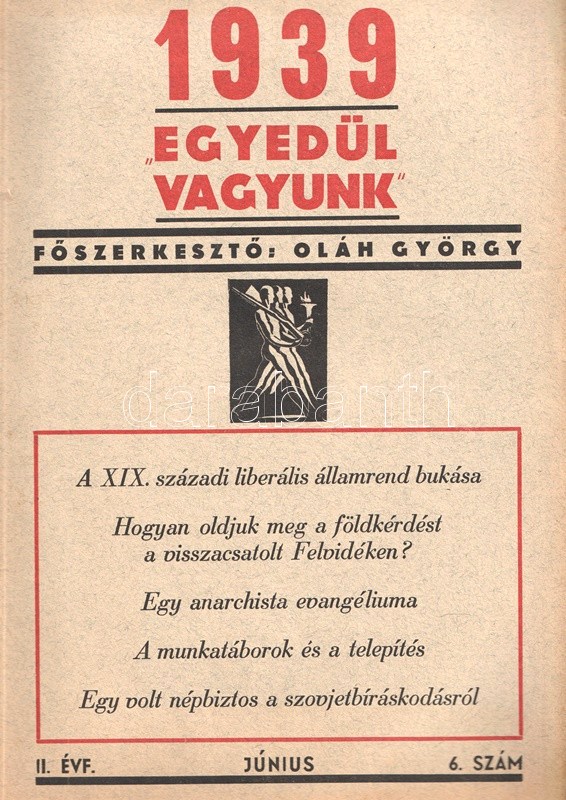 1939
„EGYEDÜL
VAGYUNK"
FŐSZERKESZTŐ: OLÁH GYÖRGY
darabanth
A XIX. századi liberális államrend bukása
Hogyan oldjuk meg a földkérdést
a visszacsatolt Felvidéken?
Egy anarchista evangéliuma
A munkatáborok és a telepítés
Egy volt népbiztos a szovjetbíráskodásról
II. ÉVF. JÚNIUS 6. SZÁM